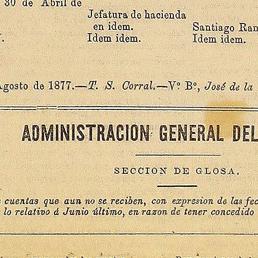 30 Abril de
Jefatura de hacienda
en idem. Santiago Ran
Idem idem. Idem idem.
Agosto de 1877.—T. S. Corral.—Vº Bº, José de la
ADMINISTRACION GENERAL DEL
SECCION DE GLOSA.
cuentas que aun no se reciben, con expresion de las fec
lo relativo á Junio último, en razon de tener concedido